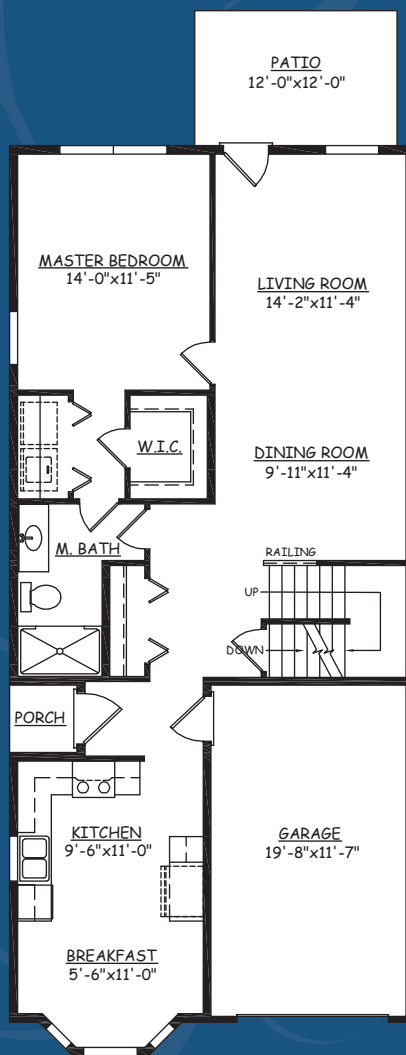 PATIO
12'-0"x12'-0"
MASTER BEDROOM
14'-0"x11'-5"
LIVING ROOM
14'-2"x11'-4"
W.I.C.
DINING ROOM
9'-11"x11'-4"
M. BATH
RAILING
UP
DOWN
PORCH
KITCHEN
9'-6"x11'-0"
GARAGE
19'-8"x11'-7"
BREAKFAST
5'-6"x11'-0"